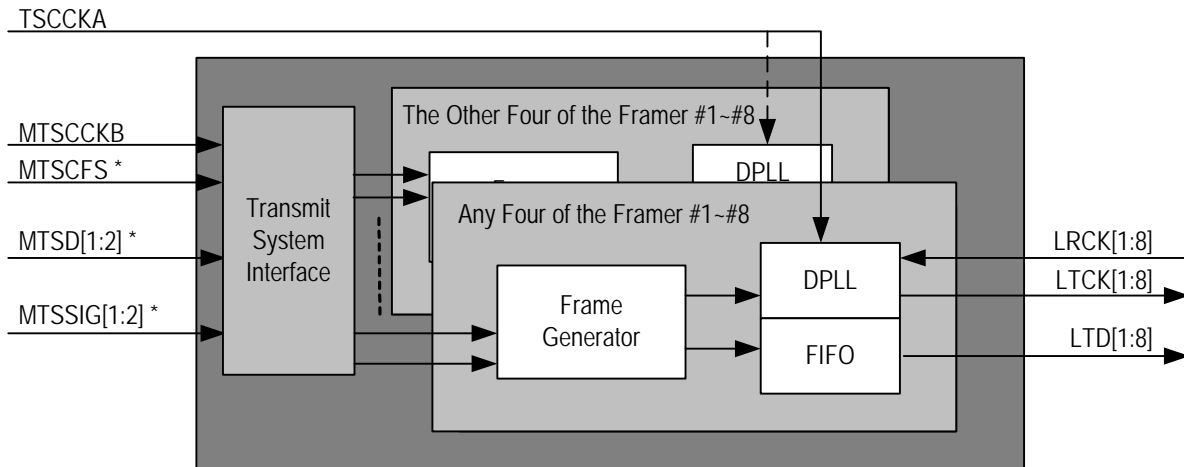 TSCCKA
The Other Four of the Framer #1~#8
MTSCCKB
MTSCFS *
DPLL
Any Four of the Framer #1~#8
Transmit
System
Interface
MTSD[1:2] *
LRCK[1:8]
DPLL
LTCK[1:8]
Frame
Generator
MTSSIG[1:2] *
FIFO
LTD[1:8]